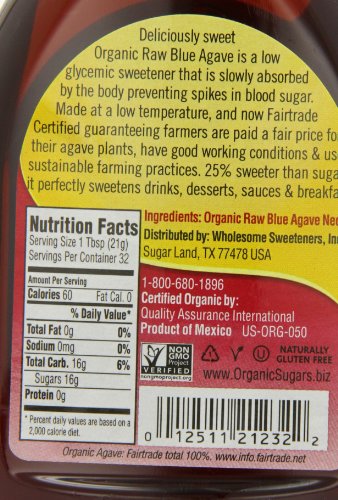 Deliciously sweet
Organic Raw Blue Agave is a low
glycemic sweetener that is slowly absorbed
by the body preventing spikes in blood sugar.
Made at a low temperature, and now Fairtrade
Certified guaranteeing farmers are paid a fair price for
their agave plants, have good working conditions & us
sustainable farming practices. 25% sweeter than suga
it perfectly sweetens drinks, desserts, sauces & breakfa
Nutrition Facts
Serving Size 1 Tbsp (21g)
Servings Per Container 32
Amount Per Serving
Calories 60 Fat Cal. 0
% Daily Value*
Total Fat 0g 0%
Sodium 0mg 0%
Total Carb. 16g 6%
Sugars 16g
Protein 0g
*Percent daily values are based on a
2,000 calorie diet.
Ingredients: Organic Raw Blue Agave Nec
Distributed by: Wholesome Sweeteners, Inc
Sugar Land, TX 77478 USA
1-800-680-1896
Certified Organic by:
Quality Assurance International
Product of Mexico US-ORG-050
NON
GMO
Project
VERIFIED
nongmoproject.org
U
NATURALLY
GLUTEN FREE
www.OrganicSugars.biz
0 12511 21232 2
Organic Agave: Fairtrade total 100%. www.info.fairtrade.net